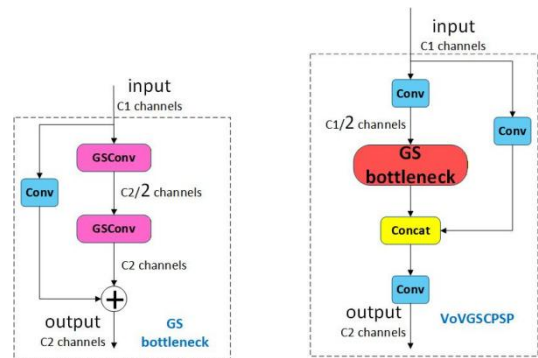 input
C1 channels
GSConv
Conv
C2/2 channels
GSConv
C2 channels
+
output
C2 channels
GS
bottleneck
input
C1 channels
Conv
C1/2 channels
Conv
GS
bottleneck
Concat
Conv
output
C2 channels
VoVGSCPSP